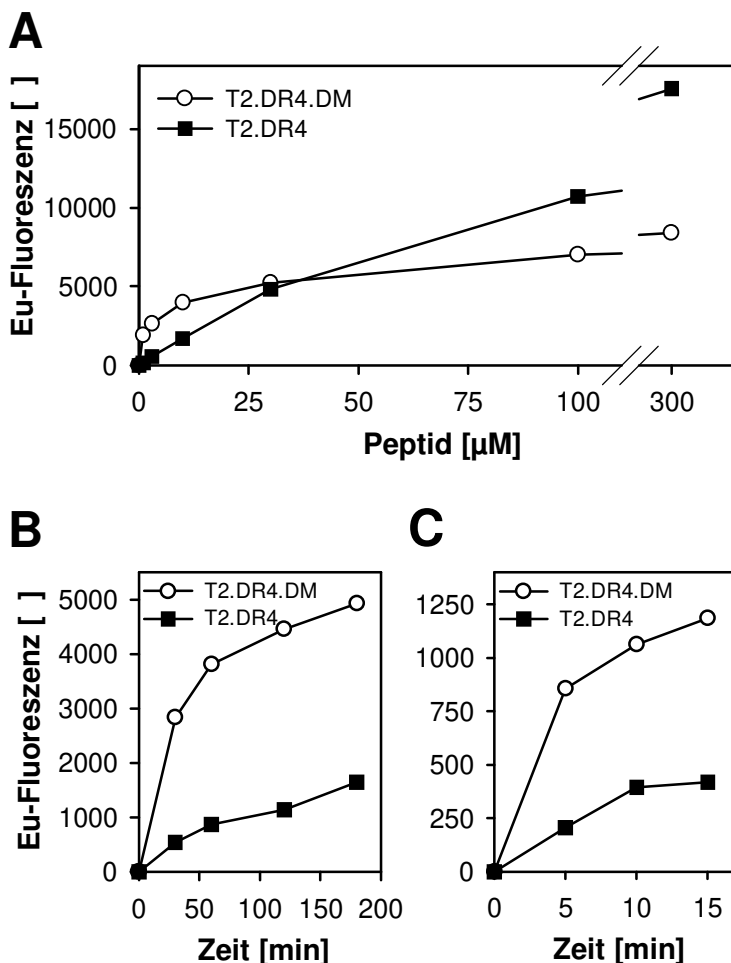 A
Eu-Fluoreszenz [ ]
T2.DR4.DM
T2.DR4
15000
10000
5000
0
0 25 50 75 100 300
Peptid [µM]
B
Eu-Fluoreszenz [ ]
T2.DR4.DM
T2.DR4
5000
4000
3000
2000
1000
0
0 50 100 150 200
Zeit [min]
C
T2.DR4.DM
T2.DR4
1250
1000
750
500
250
0
0 5 10 15
Zeit [min]